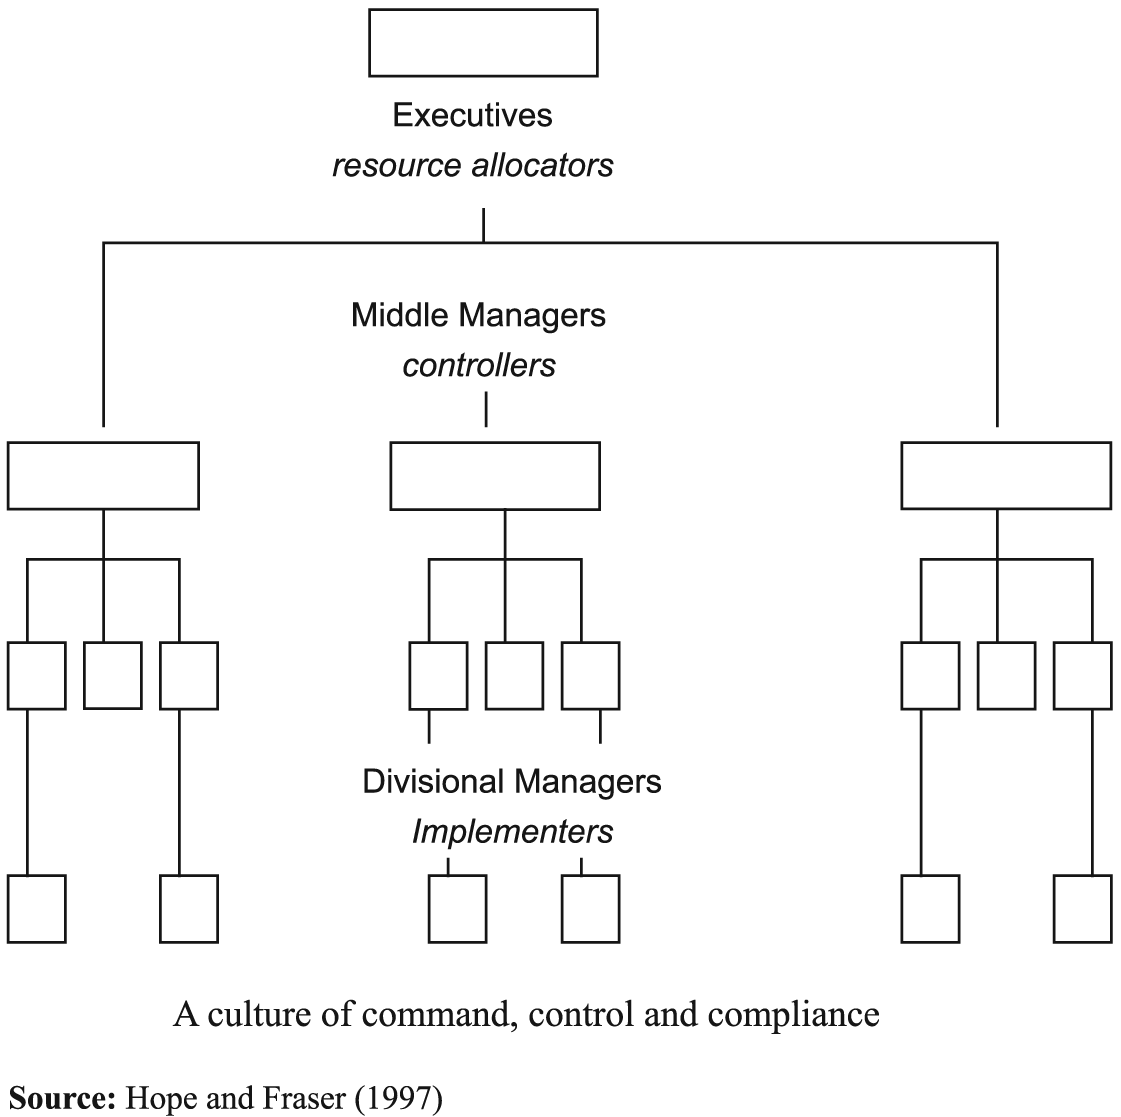 Executives
resource allocators
Middle Managers
controllers
Divisional Managers
Implementers
A culture of command, control and compliance
Source: Hope and Fraser (1997)